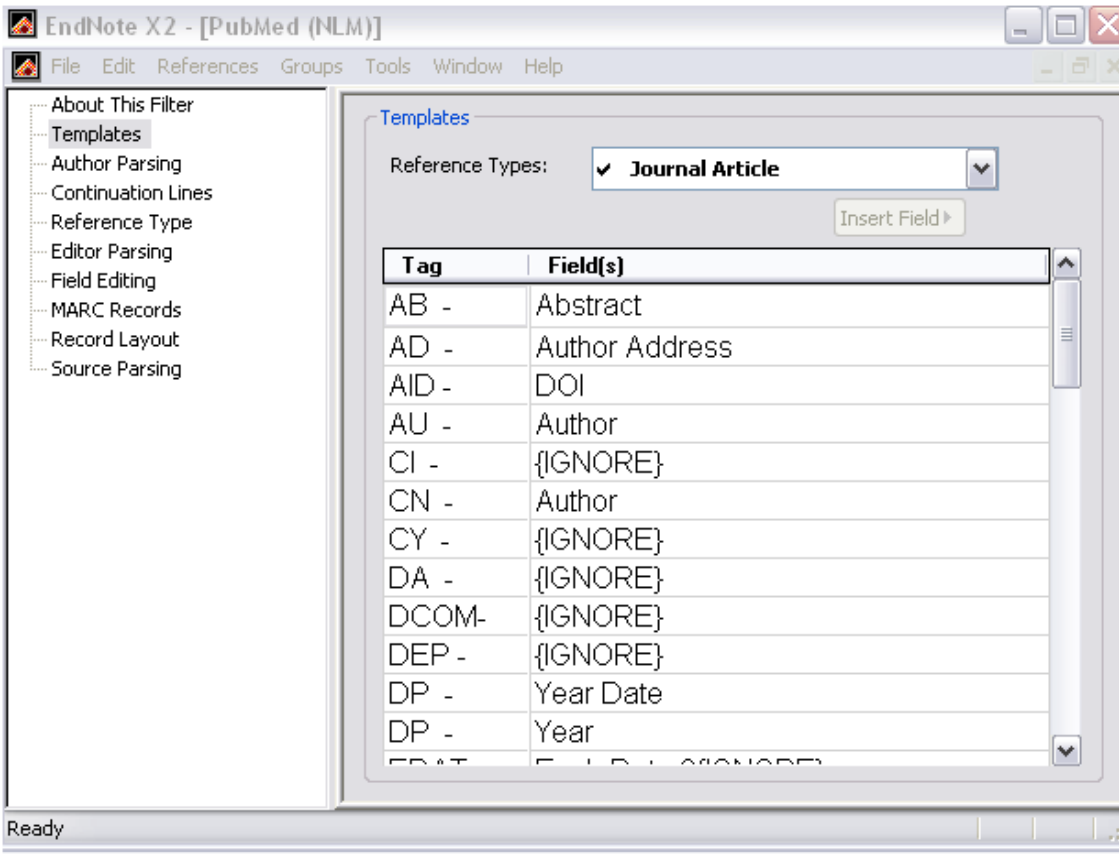 EndNote X2 - [PubMed (NLM)]
File Edit References Groups Tools Window Help
About This Filter
Templates
Author Parsing
Continuation Lines
Reference Type
Editor Parsing
Field Editing
MARC Records
Record Layout
Source Parsing
Templates
Reference Types: ✓ Journal Article
Insert Field
Tag Field(s)
AB - Abstract
AD - Author Address
AID - DOI
AU - Author
CI - {IGNORE}
CN - Author
CY - {IGNORE}
DA - {IGNORE}
DCOM- {IGNORE}
DEP - {IGNORE}
DP - Year Date
DP - Year
Ready